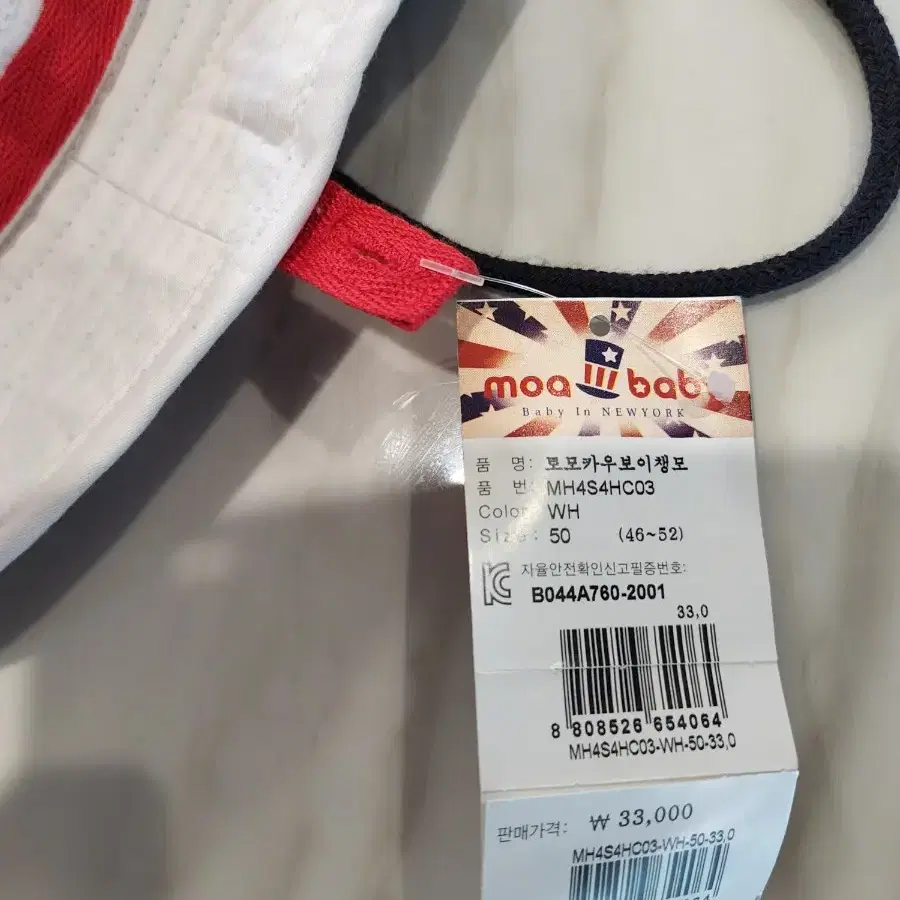 moa baby
Baby In NEWYORK
품 명: 토모카우보이챙모
품 번: MH4S4HC03
Color: WH
Size: 50 (46~52)
자율안전확인신고필증번호:
B044A760-2001
33,0
8 808526 654064
MH4S4HC03-WH-50-33,0
판매가격: ₩ 33,000
MH4S4HC03-WH-50-33,0